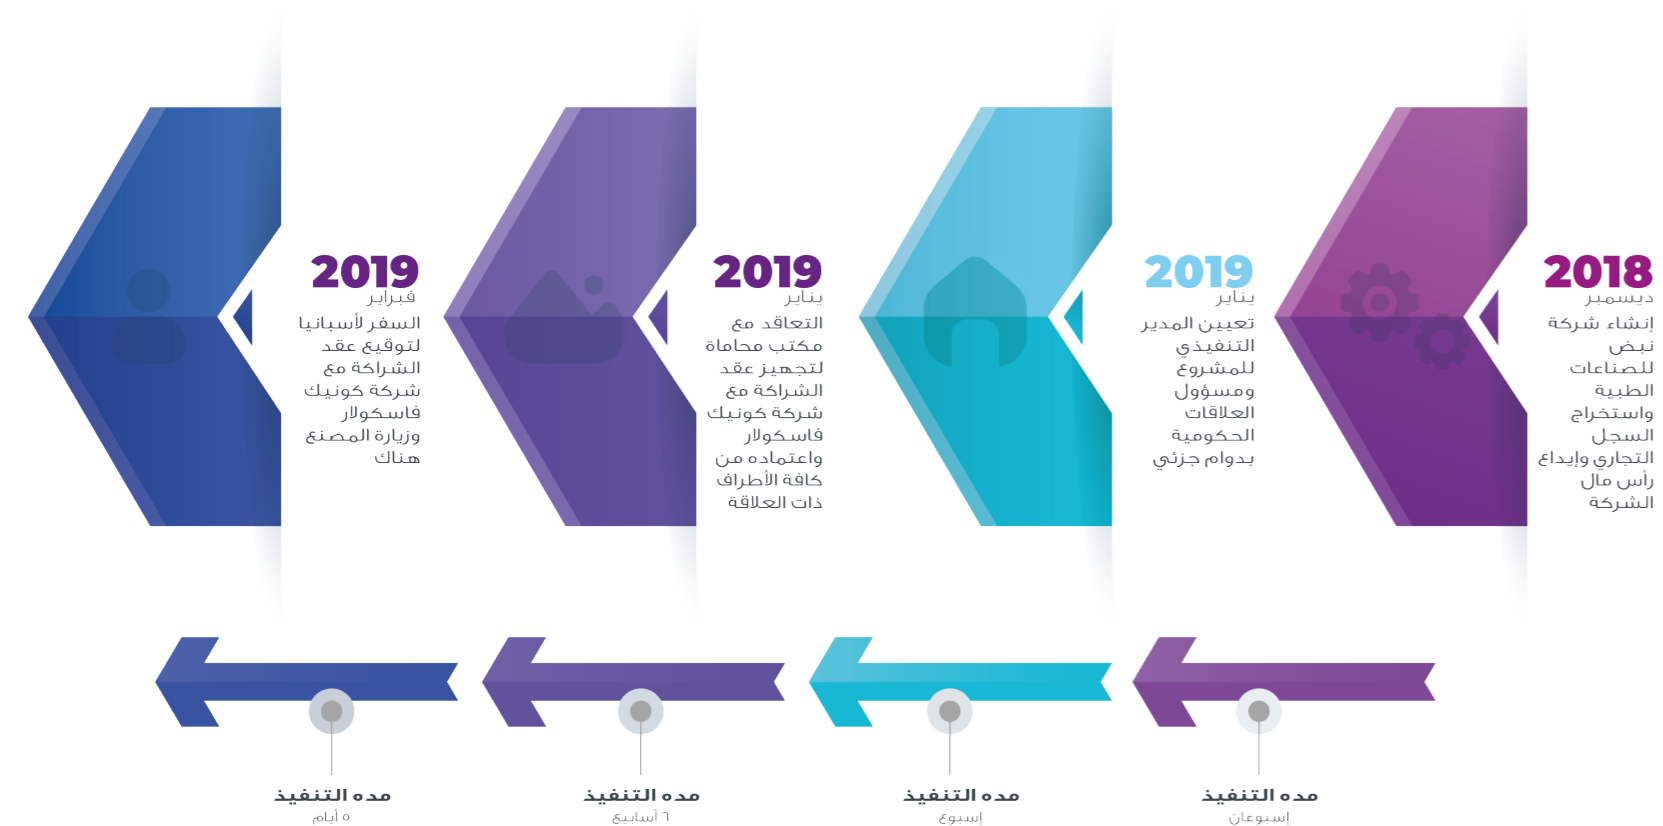 2018
ديسمبر
إنشاء شركة
نبض
للصناعات
الطبية
واستخراج
السجل
التجاري وإيداع
رأس مال
الشركة
2019
يناير
تعيين المدير
التنفيذي
للمشروع
ومسؤول
العلاقات
الحكومية
بدوام جزئي
2019
يناير
التعاقد مع
مكتب محاماة
لتجهيز عقد
الشراكة مع
شركة كونيك
فاسكولار
واعتماده من
كافة الأطراف
ذات العلاقة
2019
فبراير
السفر لأسبانيا
لتوقيع عقد
الشراكة مع
شركة كونيك
فاسكولار
وزيارة المصنع
هناك
مده التنفيذ
إسبوعان
مده التنفيذ
إسبوع
مده التنفيذ
٦ أسابيع
مده التنفيذ
٥ أيام